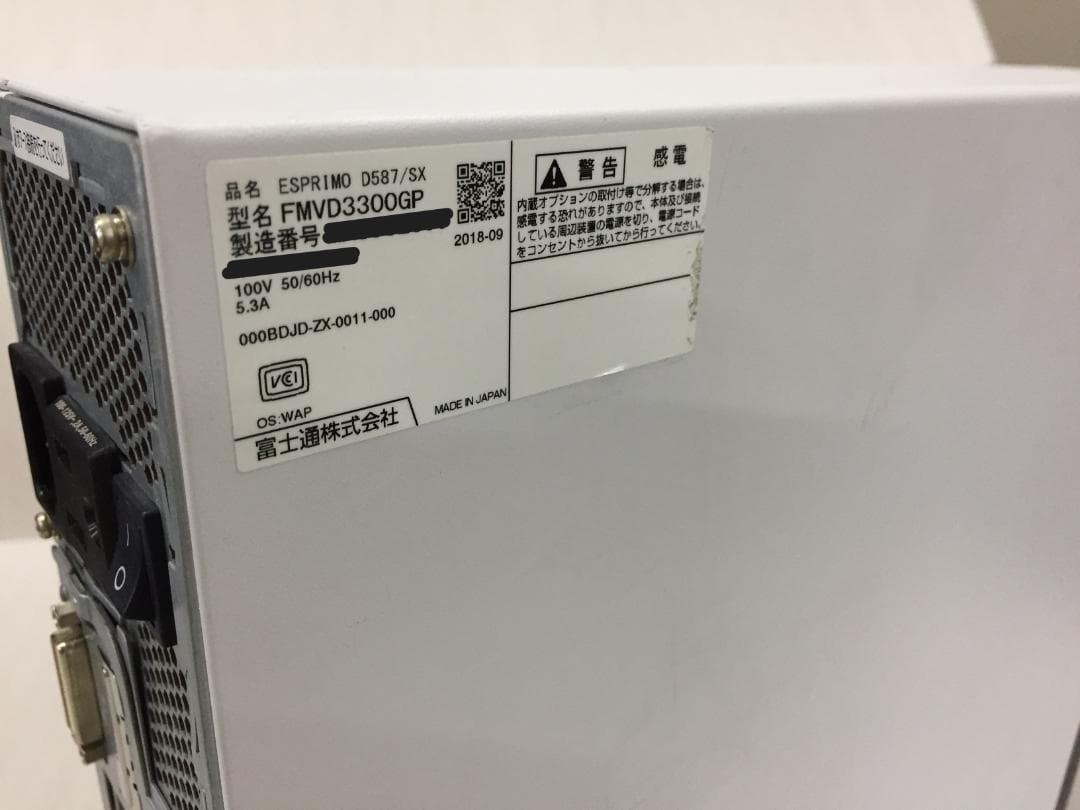 品名 ESPRIMO D587/SX
型名 FMVD3300GP
製造番号
2018-09
100V 50/60Hz
5.3A
000BDJD-ZX-0011-000
VCI
OS:WAP
富士通株式会社
MADE IN JAPAN
警告 感電
内蔵オプションの取付け等で分解する場合は、
感電する恐れがありますので、本体及び接続
している周辺装置の電源を切り、電源コード
をコンセントから抜いてから行ってください。